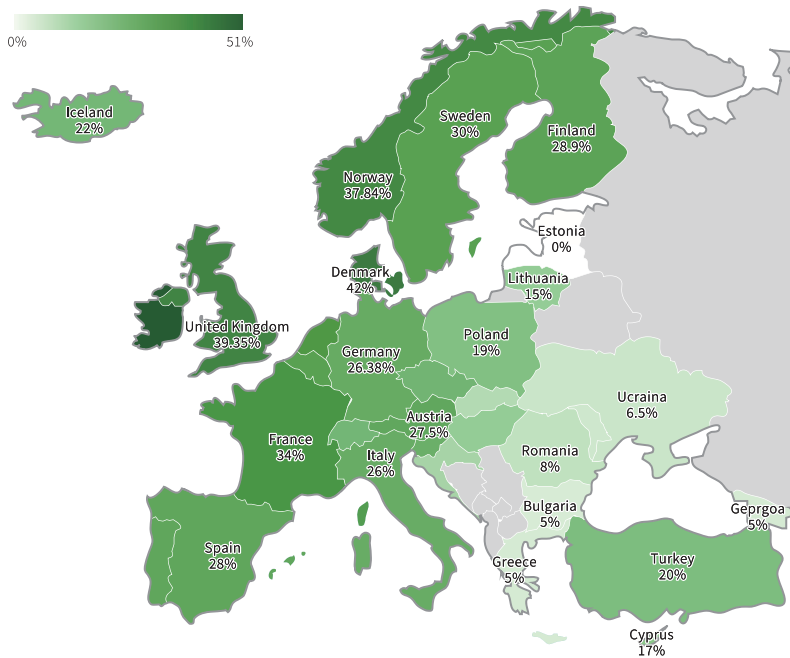 0%
51%
Iceland
22%
Sweden
30%
Finland
28.9%
Norway
37.84%
Estonia
0%
Denmark
42%
Lithuania
15%
United Kingdom
39.35%
Poland
19%
Germany
26.38%
Ucraina
6.5%
Austria
27.5%
France
34%
Italy
26%
Romania
8%
Bulgaria
5%
Geprgoa
5%
Spain
28%
Greece
5%
Turkey
20%
Cyprus
17%